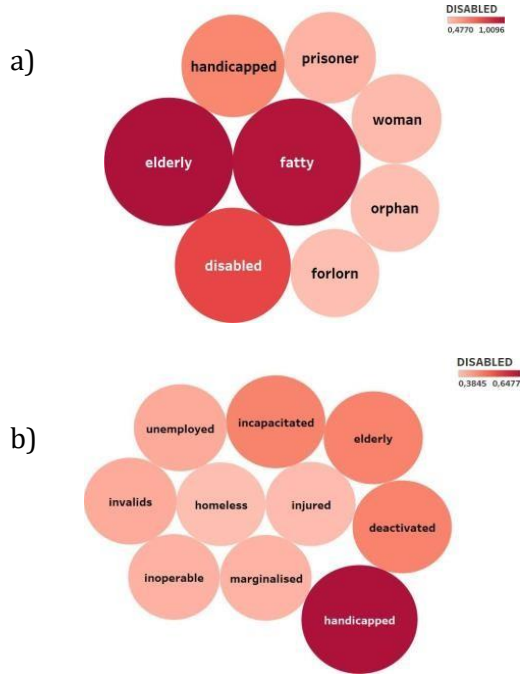 DISABLED
0,4770 1,0096
a)
handicapped
prisoner
woman
elderly
fatty
orphan
disabled
forlorn
DISABLED
0,3845 0,6477
b)
unemployed
incapacitated
elderly
invalids
homeless
injured
deactivated
inoperable
marginalised
handicapped